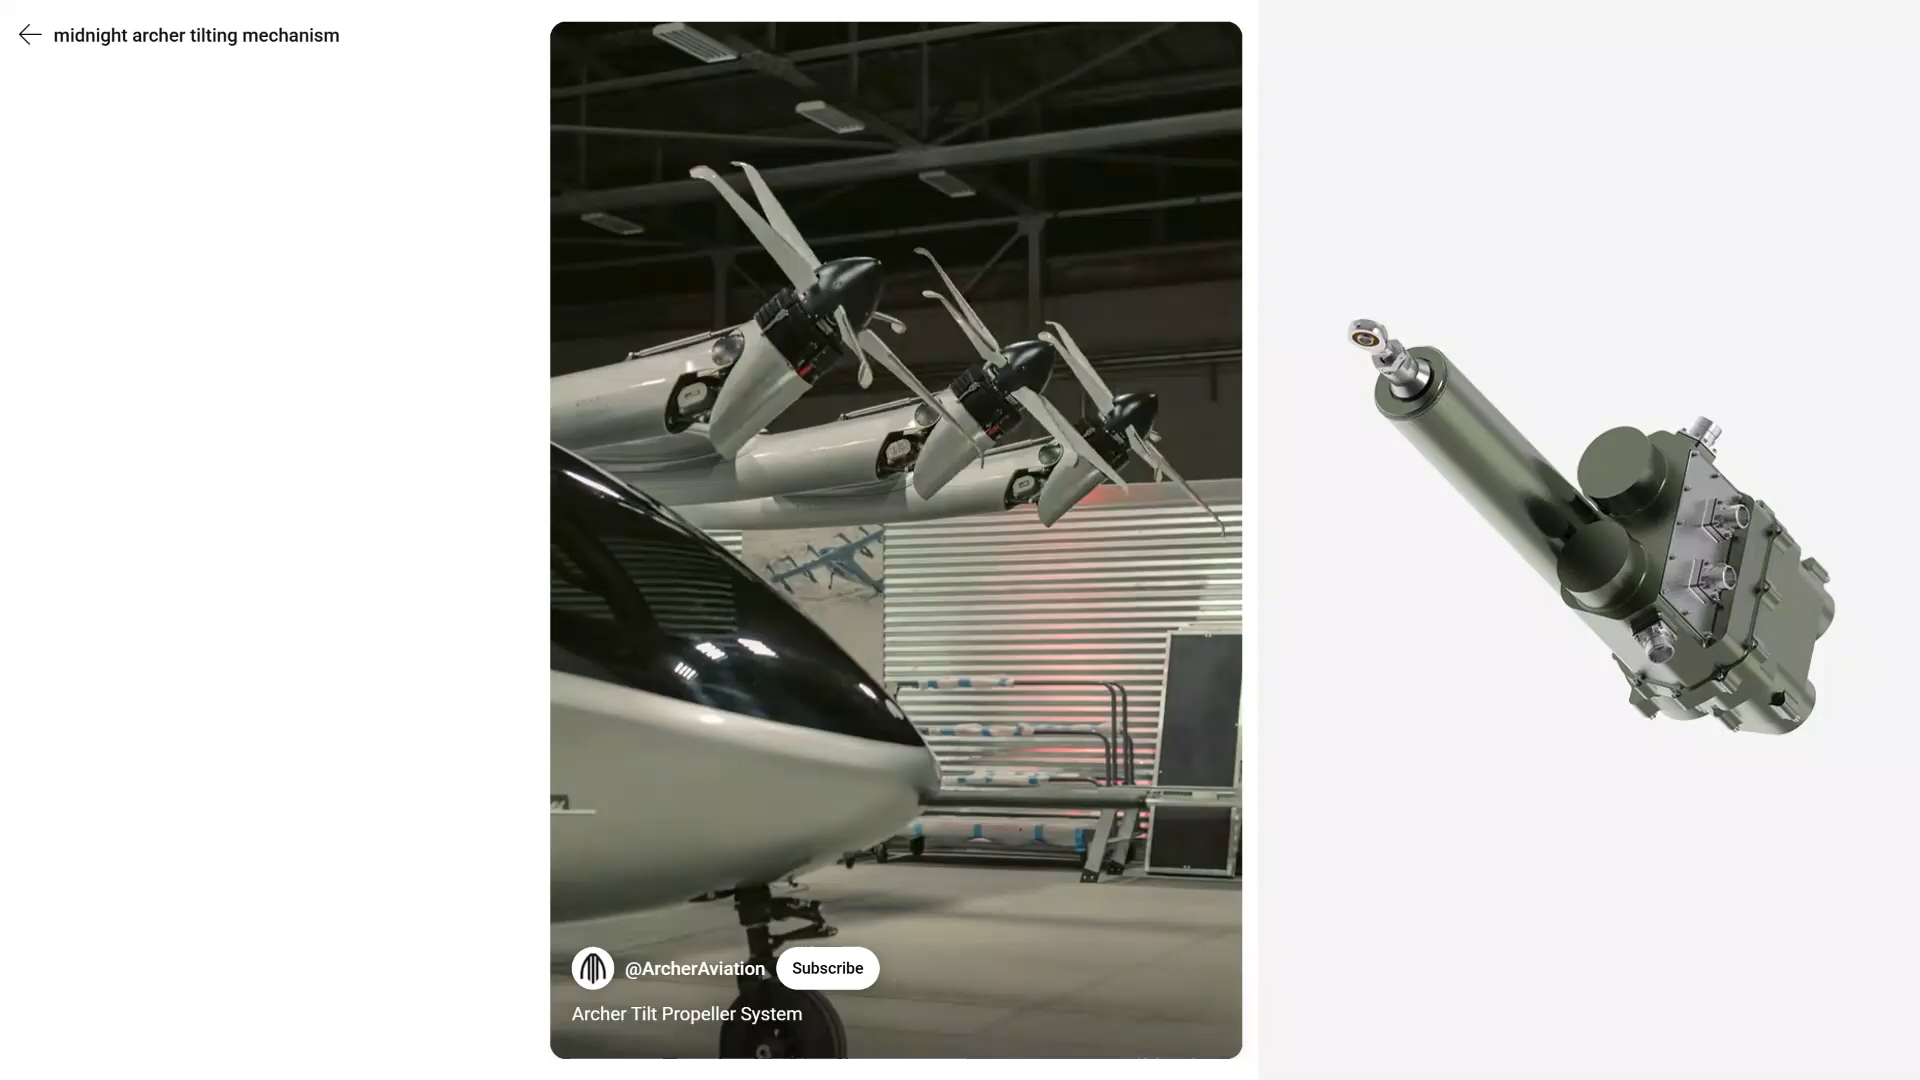 midnight archer tilting mechanism
@ArcherAviation
Subscribe
Archer Tilt Propeller System